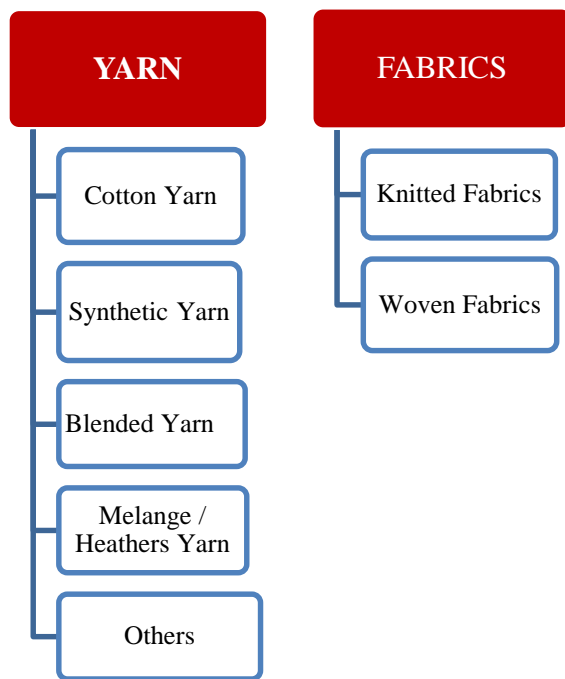 YARN
Cotton Yarn
Synthetic Yarn
Blended Yarn
Melange /
Heathers Yarn
Others
FABRICS
Knitted Fabrics
Woven Fabrics